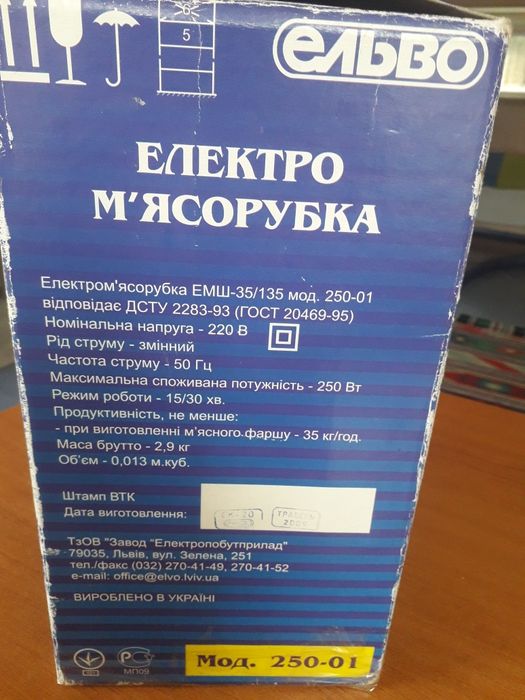 6
5
ЕЛЬВО
ЕЛЕКТРО
М'ЯСОРУБКА
Електром'ясорубка ЕМШ-35/135 мод. 250-01
відповідає ДСТУ 2283-93 (ГОСТ 20469-95)
Номінальна напруга - 220 В
Рід струму - змінний
Частота струму - 50 Гц
Максимальна споживана потужність - 250 Вт
Режим роботи - 15/30 хв.
Продуктивність, не менше:
- при виготовленні м'ясного фаршу - 35 кг/год.
Маса брутто - 2,9 кг
Об'єм - 0,013 м.куб.
Штамп ВТК
Дата виготовлення:
ТзОВ "Завод "Електропобутприлад"
79035, Львів, вул. Зелена, 251
тел./факс (032) 270-41-49, 270-41-52
e-mail: office@elvo.lviv.ua
ВИРОБЛЕНО В УКРАЇНІ
МП09
Мод. 250-01